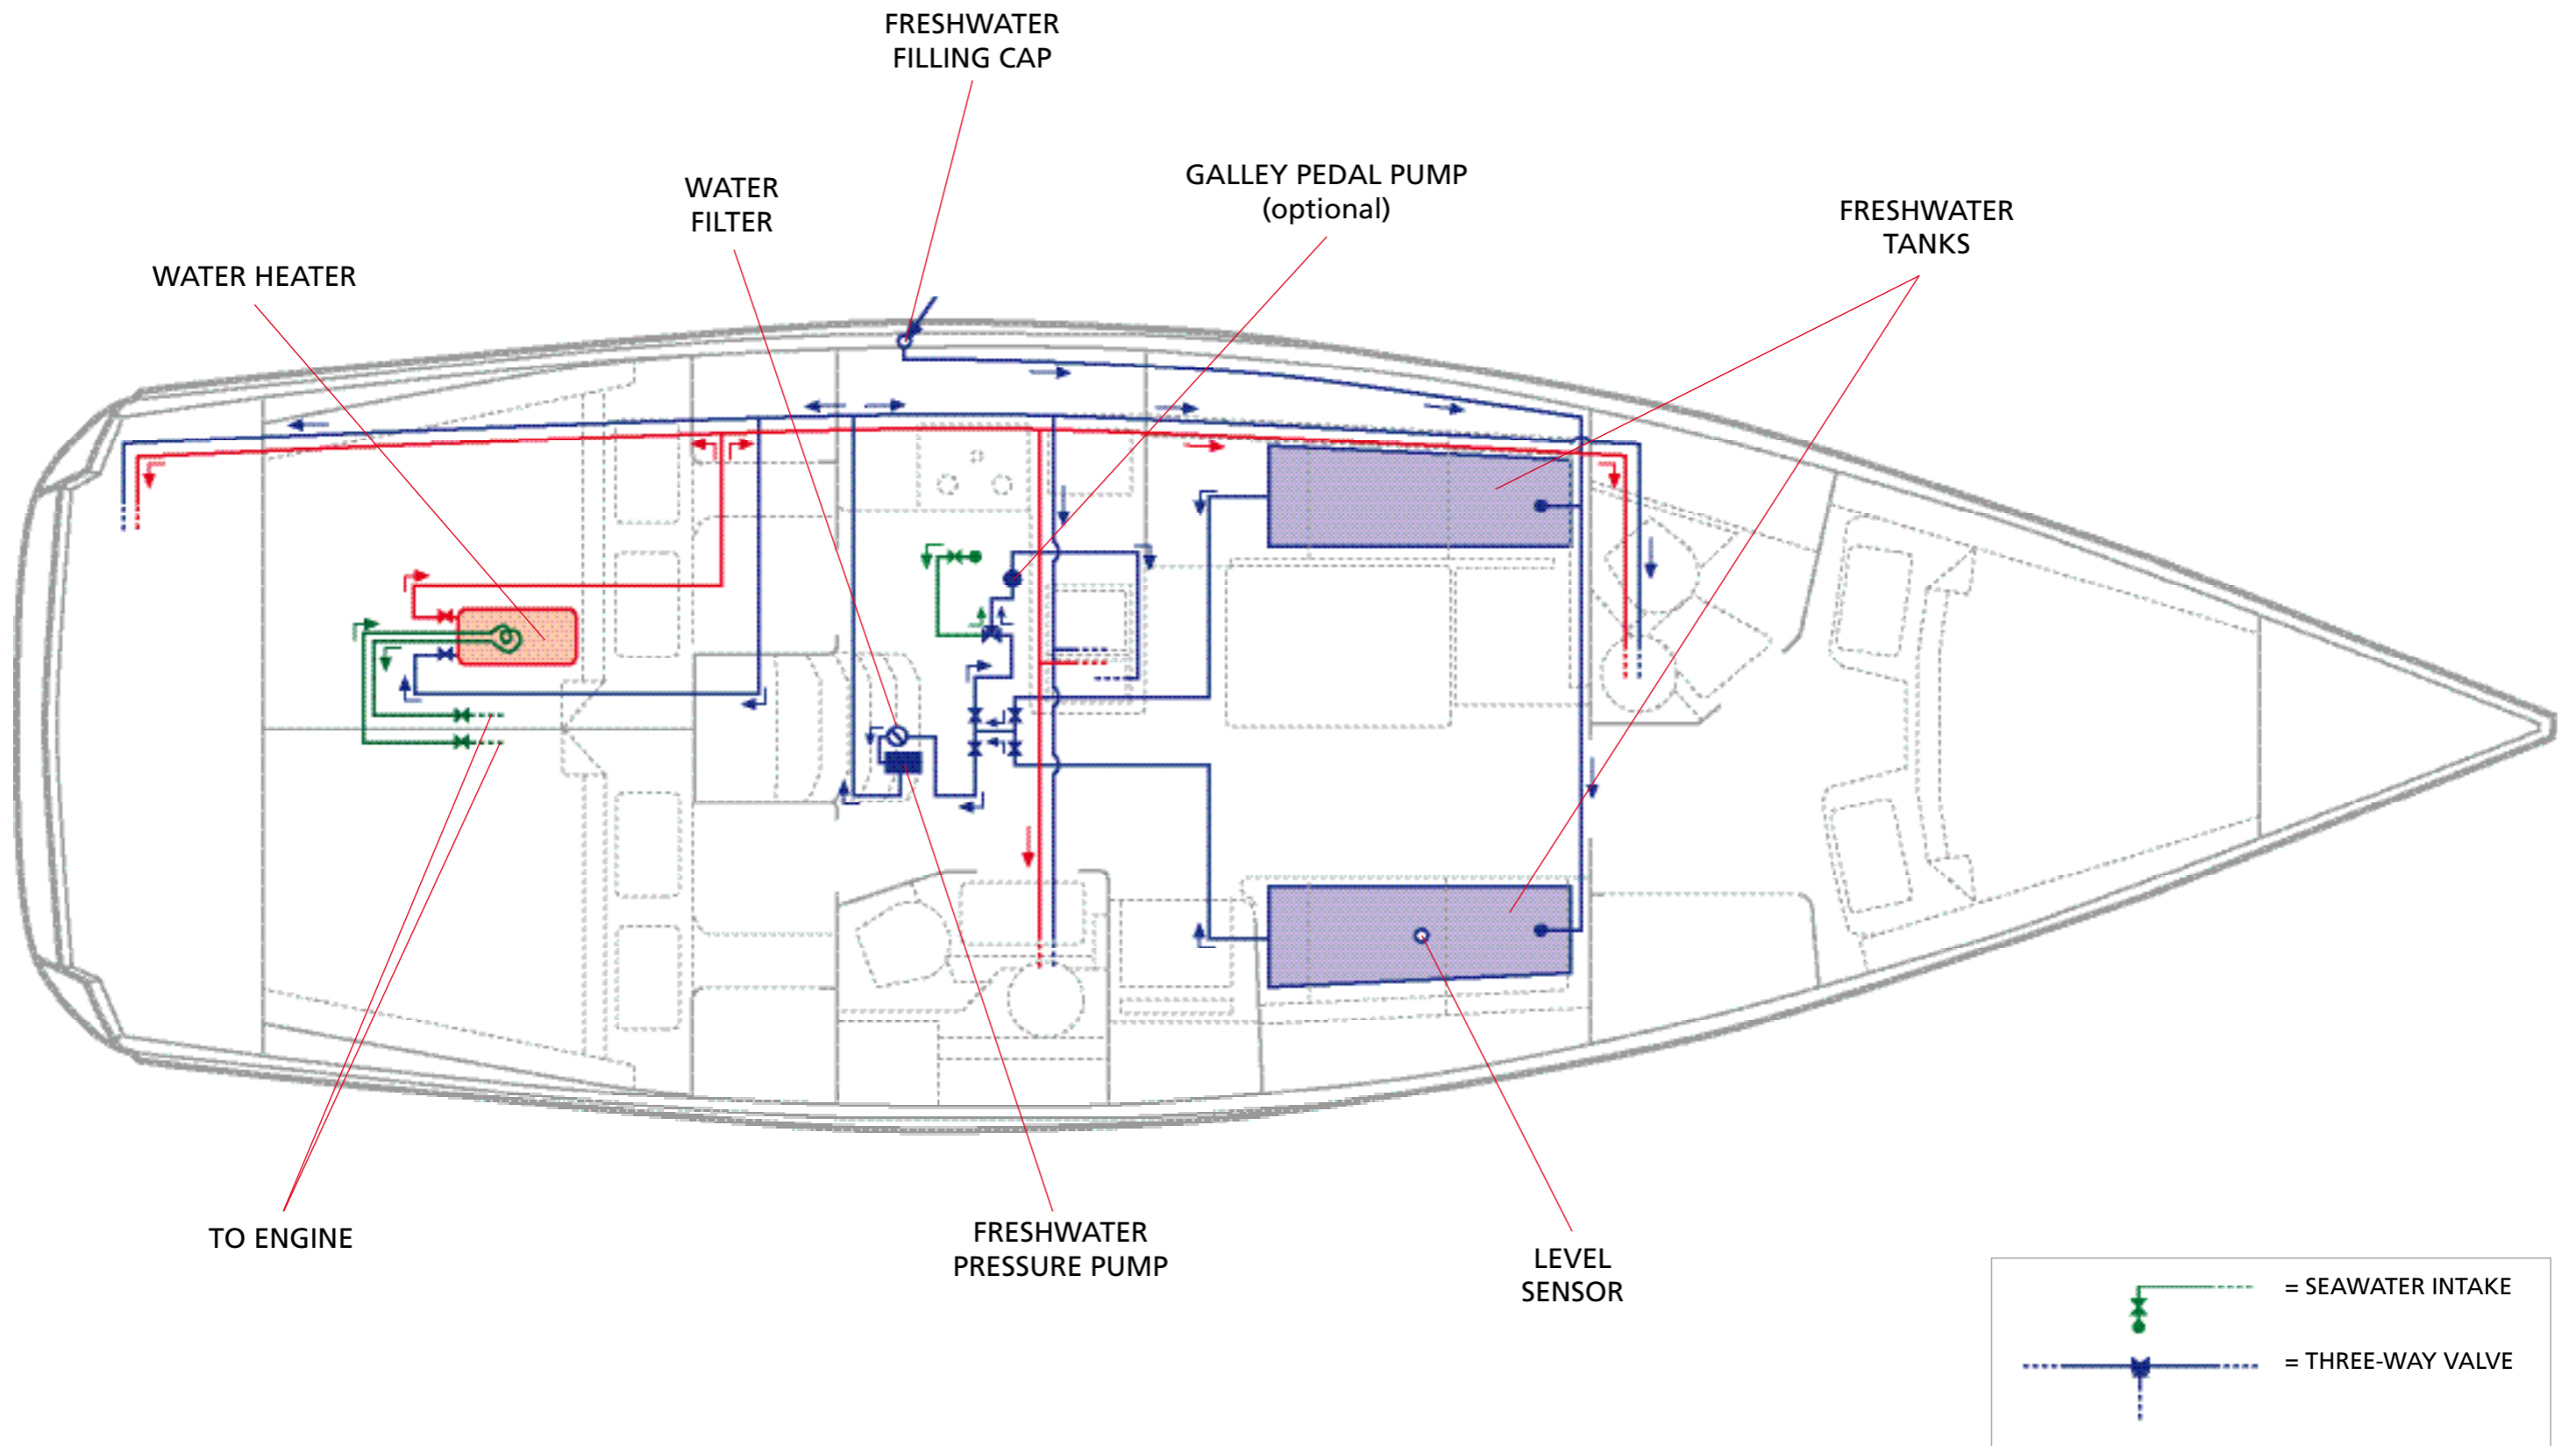 FRESHWATER
FILLING CAP
WATER
FILTER
GALLEY PEDAL PUMP
(optional)
FRESHWATER
TANKS
WATER HEATER
TO ENGINE
FRESHWATER
PRESSURE PUMP
LEVEL
SENSOR
= SEAWATER INTAKE
= THREE-WAY VALVE